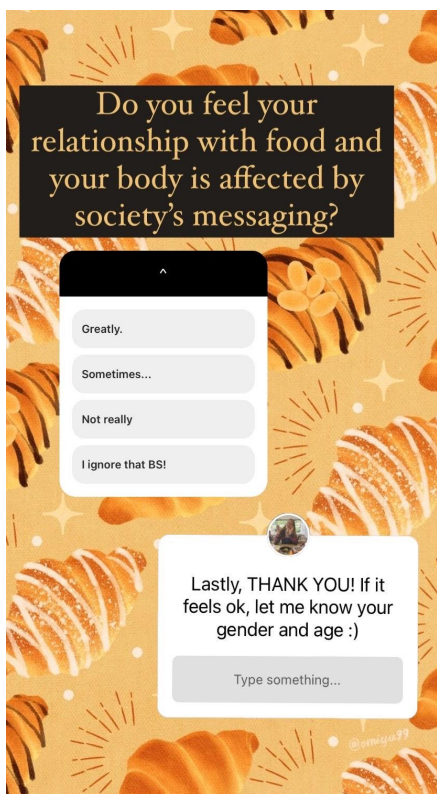 Do you feel your
relationship with food and
your body is affected by
society's messaging?
^
Greatly.
Sometimes...
Not really
I ignore that BS!
Lastly, THANK YOU! If it
feels ok, let me know your
gender and age :)
Type something...